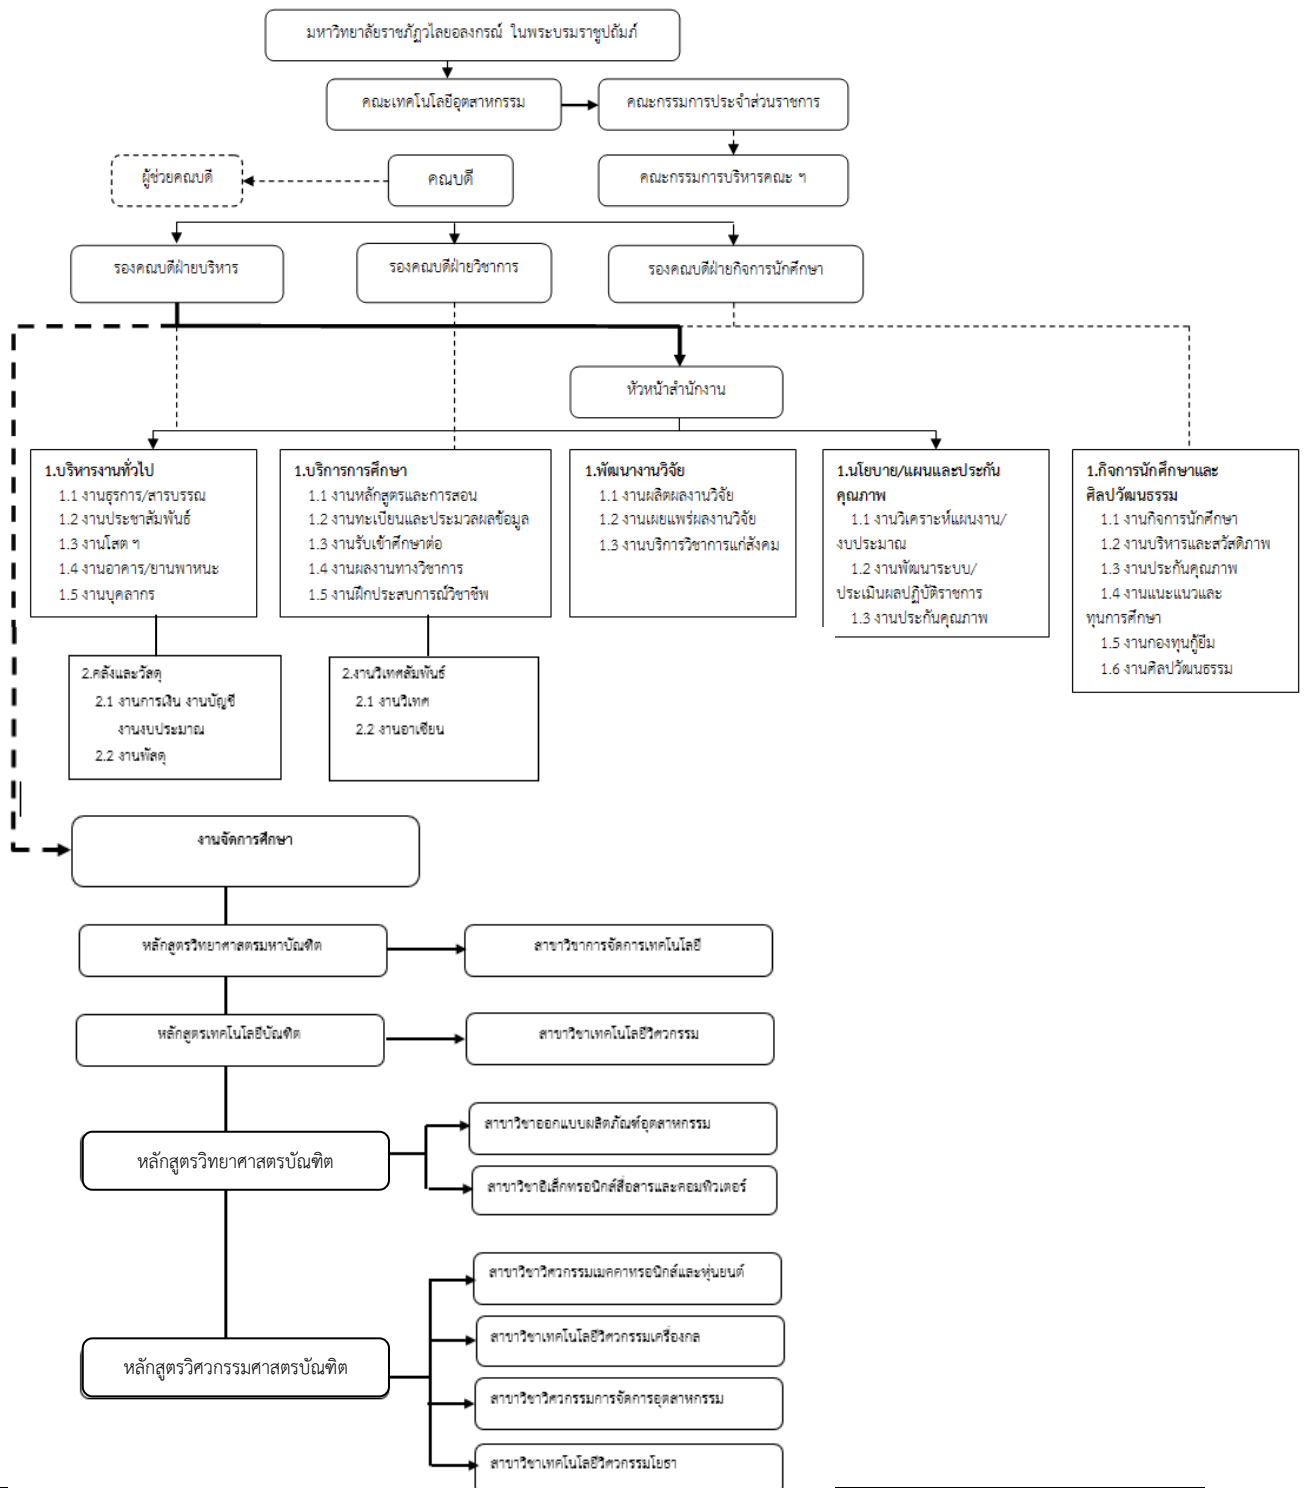 มหาวิทยาลัยราชภัฏวไลยอลงกรณ์ ในพระบรมราชูปถัมภ์
คณะเทคโนโลยีอุตสาหกรรม
คณะกรรมการประจำส่วนราชการ
ผู้ช่วยคณบดี
คณบดี
คณะกรรมการบริหารคณะ ฯ
รองคณบดีฝ่ายบริหาร
รองคณบดีฝ่ายวิชาการ
รองคณบดีฝ่ายกิจการนักศึกษา
หัวหน้าสำนักงาน
1.บริหารงานทั่วไป
1.1 งานธุรการ/สารบรรณ
1.2 งานประชาสัมพันธ์
1.3 งานโสต ฯ
1.4 งานอาคาร/ยานพาหนะ
1.5 งานบุคลากร
1.บริการการศึกษา
1.1 งานหลักสูตรและการสอน
1.2 งานทะเบียนและประมวลผลข้อมูล
1.3 งานรับเข้าศึกษาต่อ
1.4 งานผลงานทางวิชาการ
1.5 งานฝึกประสบการณ์วิชาชีพ
1.พัฒนางานวิจัย
1.1 งานผลิตผลงานวิจัย
1.2 งานเผยแพร่ผลงานวิจัย
1.3 งานบริการวิชาการแก่สังคม
1.นโยบาย/แผนและประกัน
คุณภาพ
1.1 งานวิเคราะห์แผนงาน/
งบประมาณ
1.2 งานพัฒนาระบบ/
ประเมินผลปฏิบัติราชการ
1.3 งานประกันคุณภาพ
1.กิจการนักศึกษาและ
ศิลปวัฒนธรรม
1.1 งานกิจการนักศึกษา
1.2 งานบริหารและสวัสดิภาพ
1.3 งานประกันคุณภาพ
1.4 งานแนะแนวและ
ทุนการศึกษา
1.5 งานกองทุนกู้ยืม
1.6 งานศิลปวัฒนธรรม
2.คลังและวัสดุ
2.1 งานการเงิน งานบัญชี
งานงบประมาณ
2.2 งานพัสดุ
2.งานวิเทศสัมพันธ์
2.1 งานวิเทศ
2.2 งานอาเซียน
งานจัดการศึกษา
หลักสูตรวิทยาศาสตรมหาบัณฑิต
สาขาวิชาการจัดการเทคโนโลยี
หลักสูตรเทคโนโลยีบัณฑิต
สาขาวิชาเทคโนโลยีวิศวกรรม
สาขาวิชาออกแบบผลิตภัณฑ์อุตสาหกรรม
หลักสูตรวิทยาศาสตรบัณฑิต
สาขาวิชาอิเล็กทรอนิกส์สื่อสารและคอมพิวเตอร์
สาขาวิชาวิศวกรรมเมคคาทรอนิกส์และหุ่นยนต์
สาขาวิชาเทคโนโลยีวิศวกรรมเครื่องกล
หลักสูตรวิศวกรรมศาสตรบัณฑิต
สาขาวิชาวิศวกรรมการจัดการอุตสาหกรรม
สาขาวิชาเทคโนโลยีวิศวกรรมโยธา